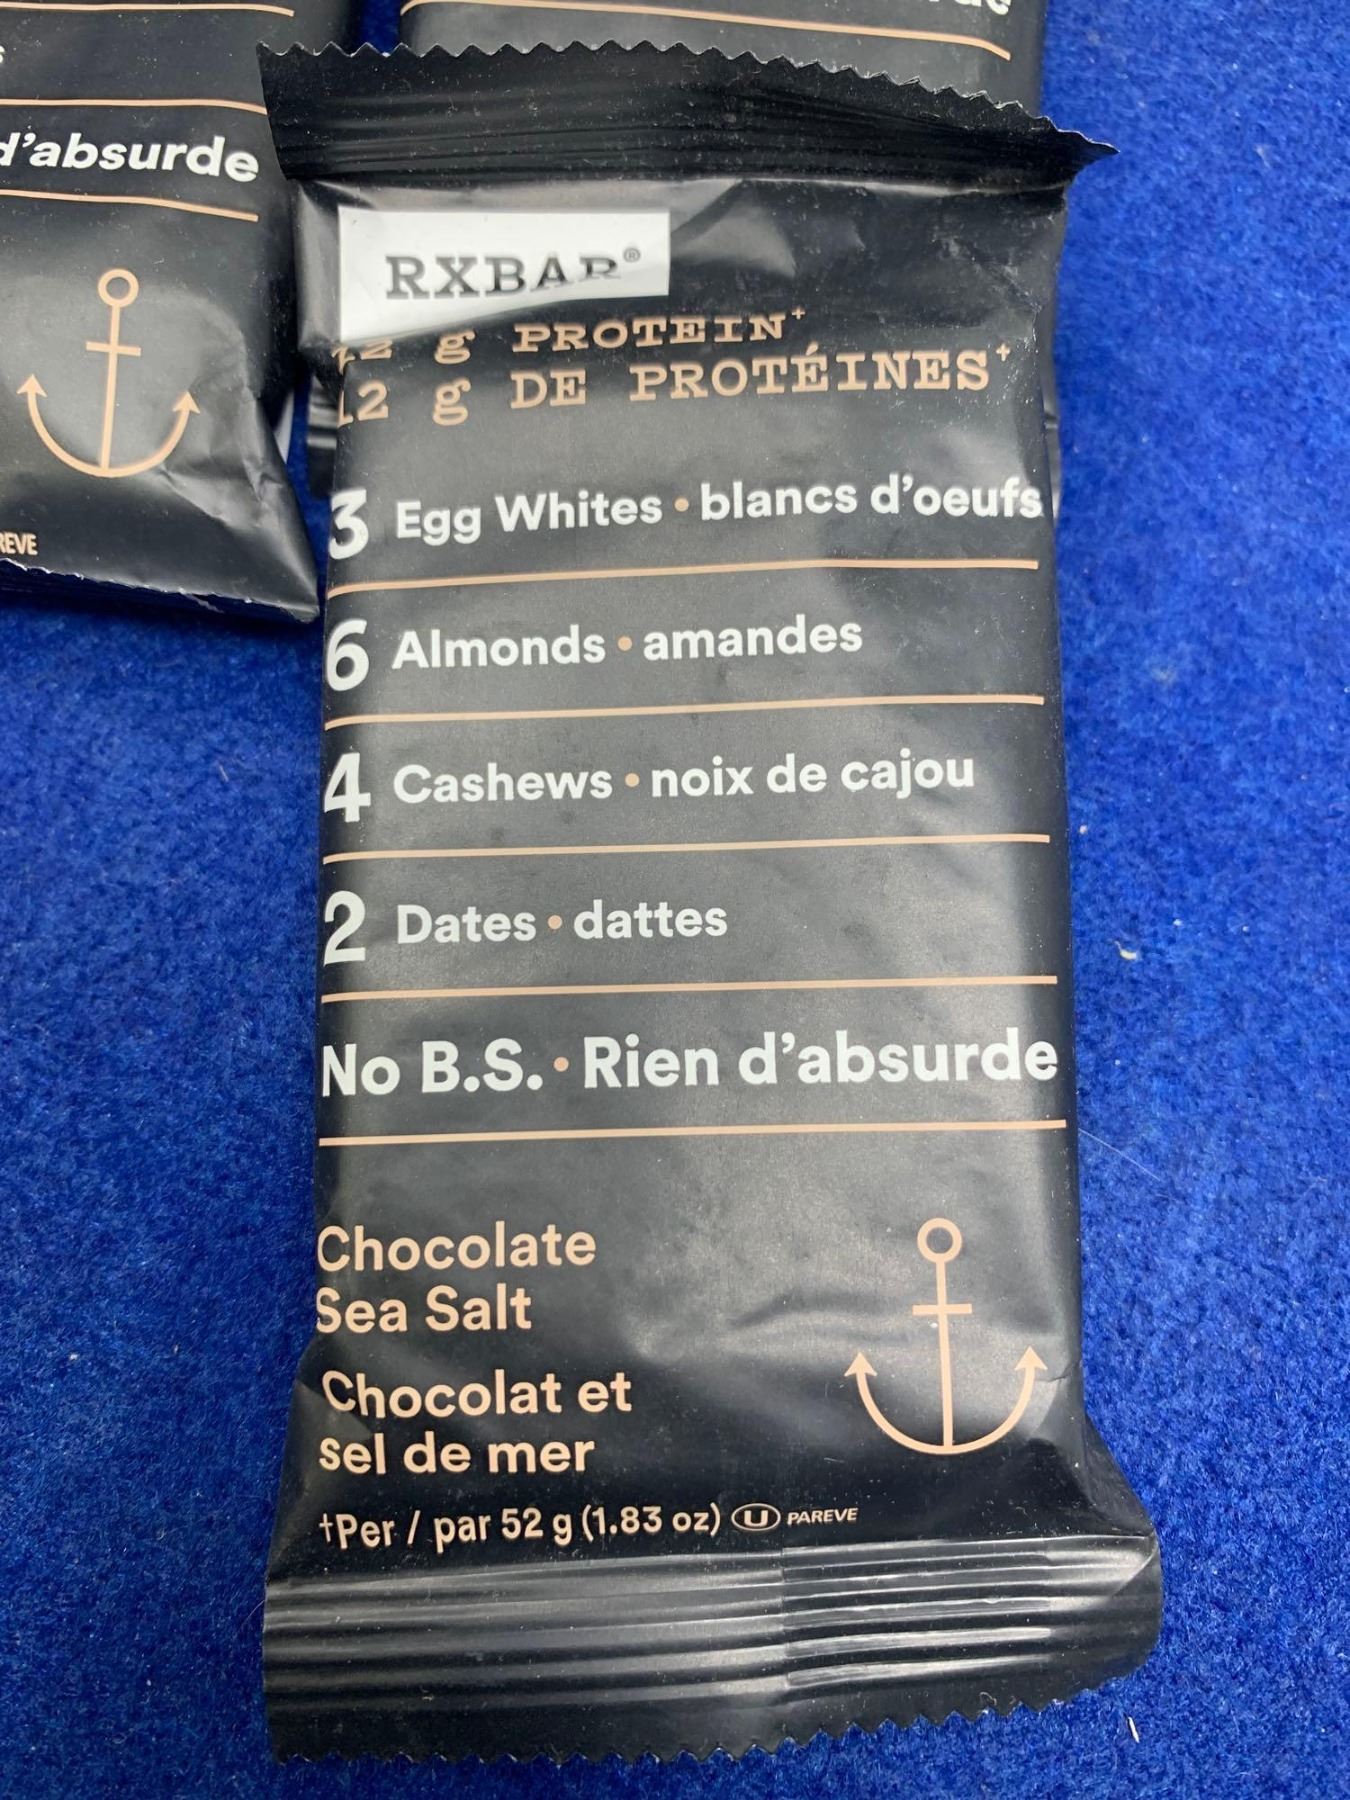 d'absurde
REVE
RXBAR®
12 g PROTEIN⁺
12 g DE PROTÉINES⁺
3 Egg Whites • blancs d'oeufs
6 Almonds • amandes
4 Cashews • noix de cajou
2 Dates • dattes
No B.S. • Rien d'absurde
Chocolate
Sea Salt
Chocolat et
sel de mer
†Per / par 52 g (1.83 oz) U PAREVE